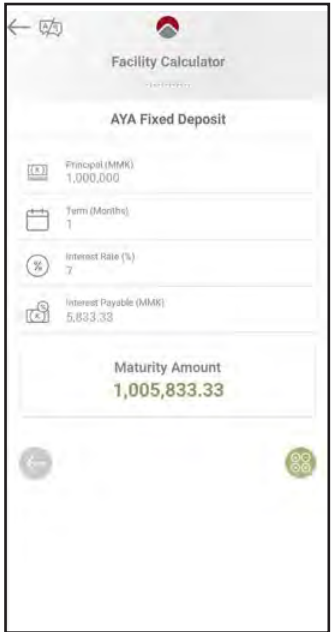 Facility Calculator
AYA Fixed Deposit
Principal (MMK)
1,000,000
Term (Months)
1
Interest Rate (%)
7
Interest Payable (MMK)
5,833.33
Maturity Amount
1,005,833.33